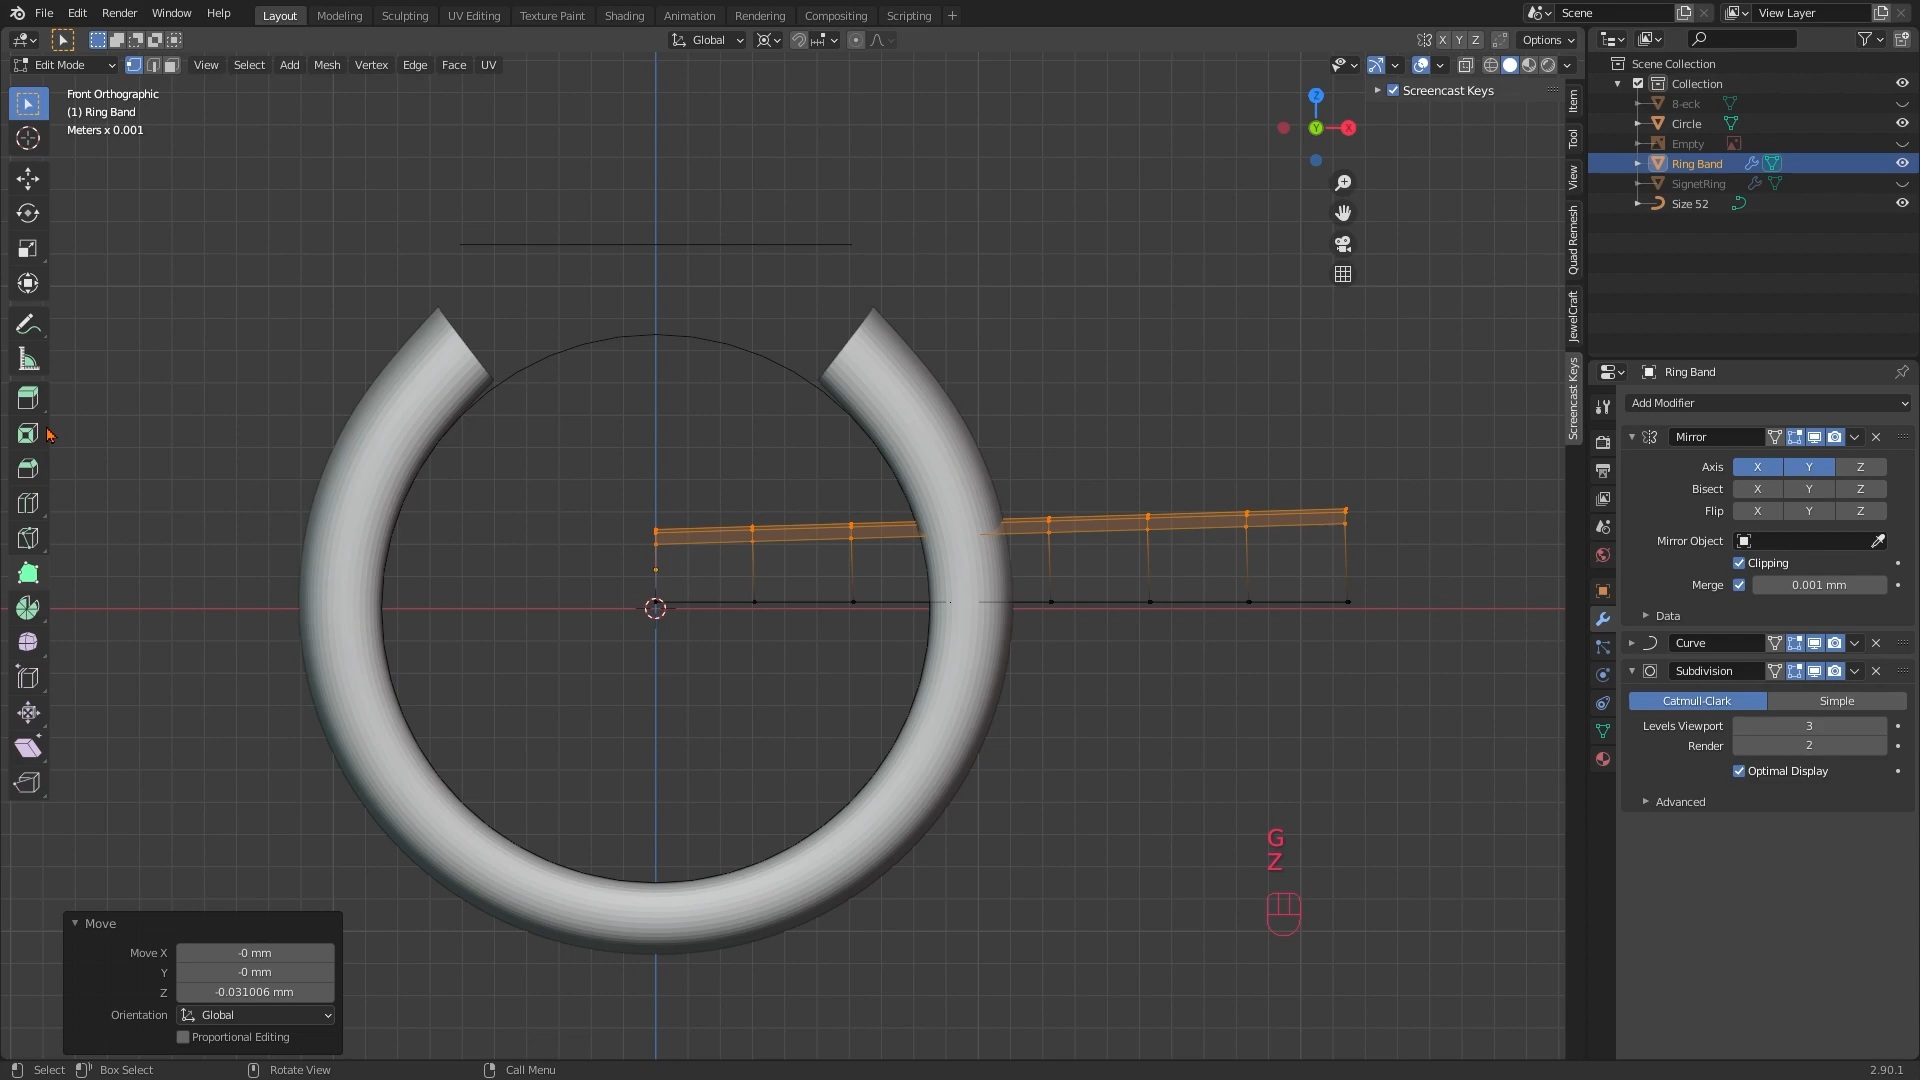 File Edit Render Window Help
Layout Modeling Sculpting UV Editing Texture Paint Shading Animation Rendering Compositing Scripting +
Scene
View Layer
Global
X Y Z
Options
Edit Mode
View Select Add Mesh Vertex Edge Face UV
Front Orthographic
(1) Ring Band
Meters x 0.001
Screencast Keys
Z
Y
X
Item
Tool
View
Quad Remesh
JewelCraft
Screencast Keys
Scene Collection
Collection
8-eck
Circle
Empty
Ring Band
SignetRing
Size 52
Ring Band
Add Modifier
Mirror
Axis X Y Z
Bisect X Y Z
Flip X Y Z
Mirror Object
Clipping
Merge 0.001 mm
Data
Curve
Subdivision
Catmull-Clark Simple
Levels Viewport 3
Render 2
Optimal Display
Advanced
G
Z
Move
Move X -0 mm
Y -0 mm
Z -0.031006 mm
Orientation Global
Proportional Editing
Select Box Select Rotate View Call Menu 2.90.1